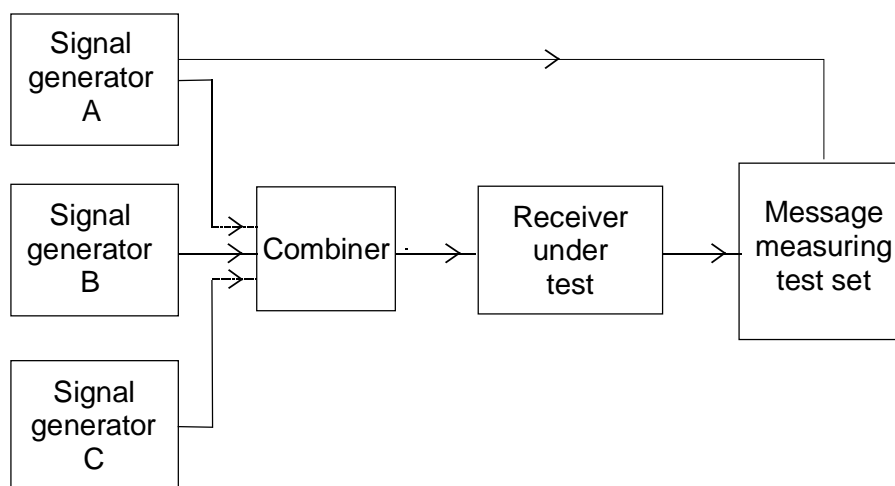 Signal
generator
A
Signal
generator
B
Signal
generator
C
Combiner
Receiver
under
test
Message
measuring
test set